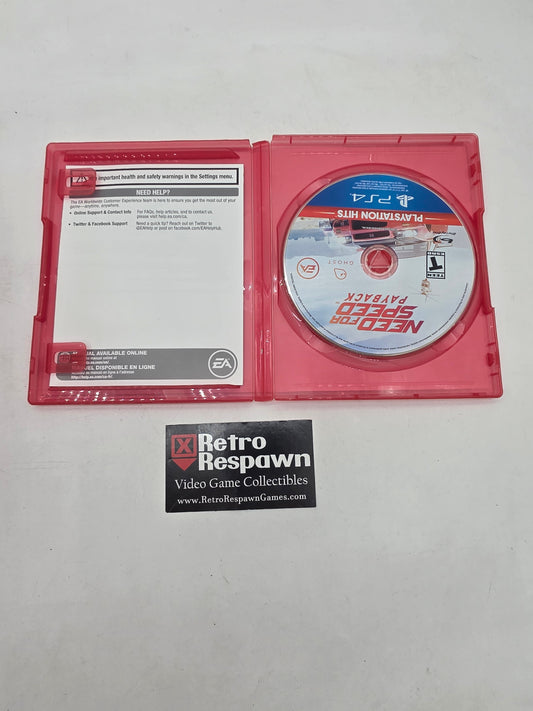 important health and safety warnings in the Settings menu.
NEED HELP?
The EA Worldwide Customer Experience team is here to ensure you get the most out of your
game—anytime, anywhere.
• Online Support & Contact Info
For FAQs, help articles, and to contact us,
please visit help.ea.com/ca.
• Twitter & Facebook Support
Need a quick tip? Reach out on Twitter to
@EAHelp or post on facebook.com/EAHelpHub.
AVAILABLE ONLINE
MANUEL DISPONIBLE EN LIGNE
EA
PS4
PLAYSTATION HITS
T
GHOST
EA
NEED FOR
SPEED
PAYBACK
Retro
Respawn
Video Game Collectibles
www.RetroRespawnGames.com